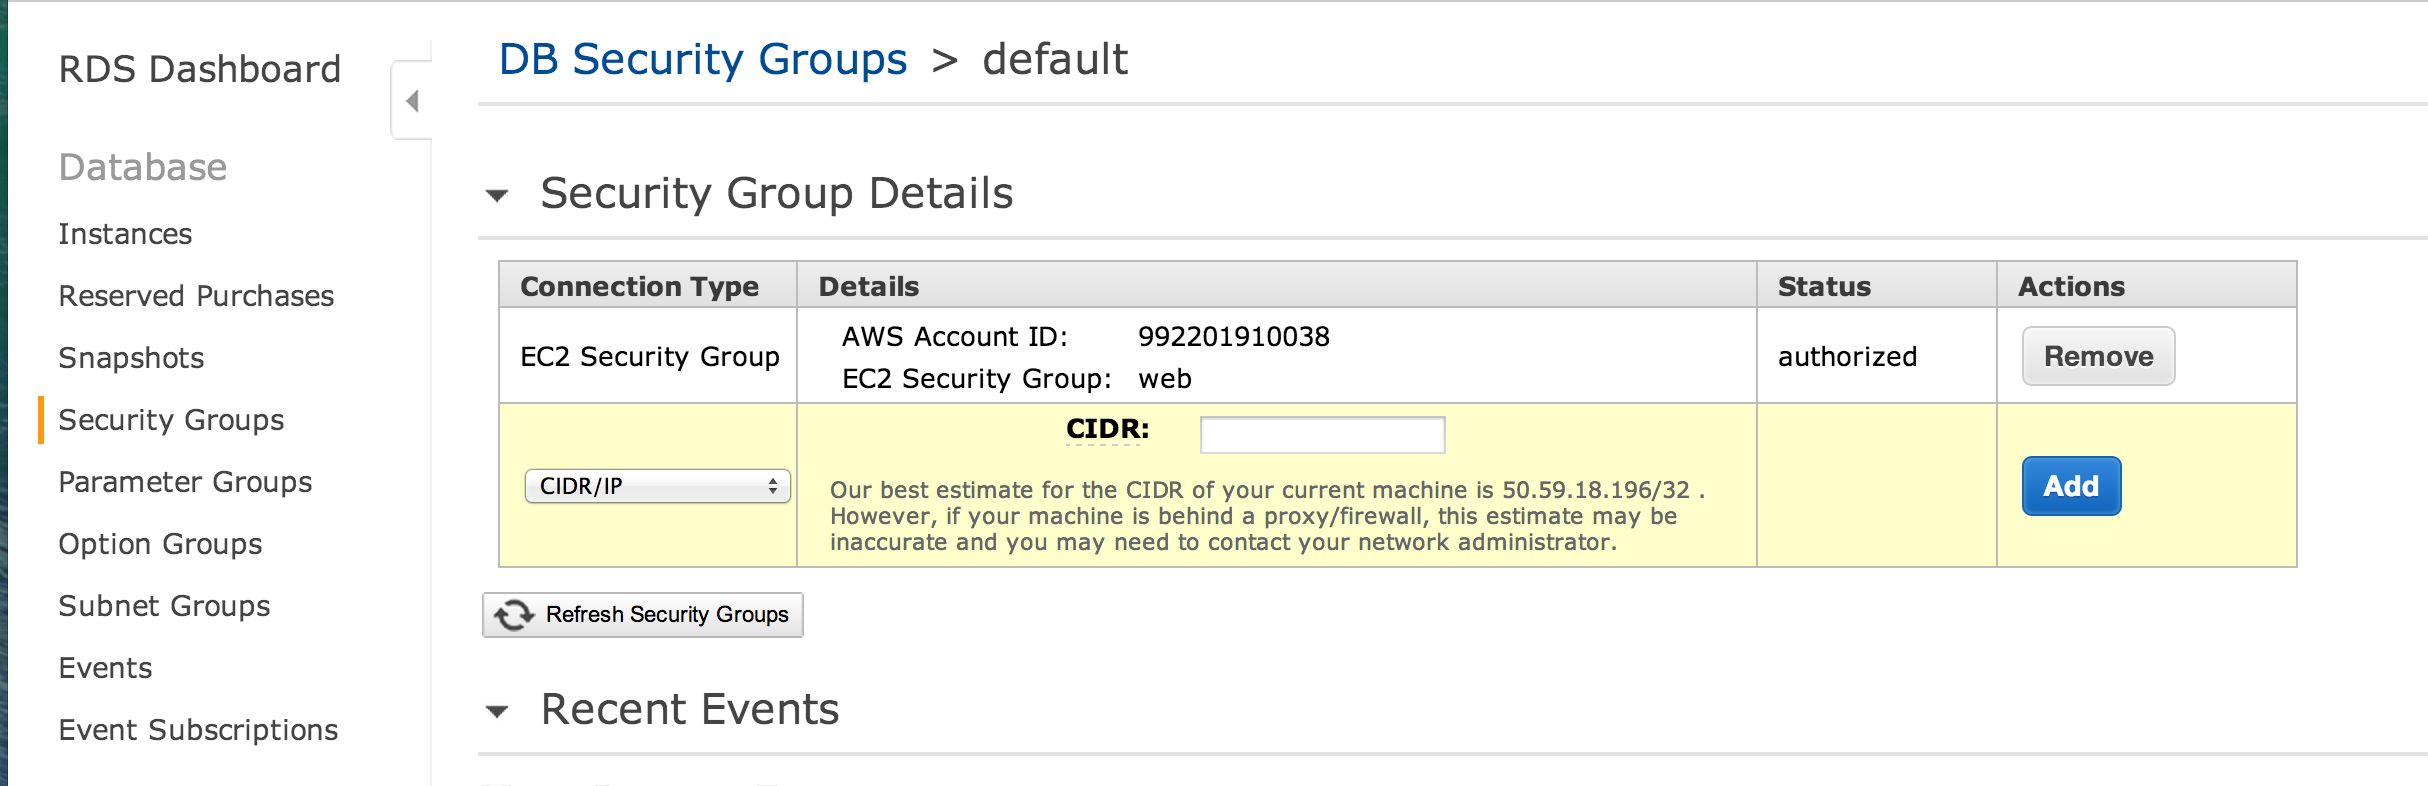 RDS Dashboard
Database
Instances
Reserved Purchases
Snapshots
Security Groups
Parameter Groups
Option Groups
Subnet Groups
Events
Event Subscriptions
DB Security Groups > default
Security Group Details
Connection Type Details Status Actions
EC2 Security Group AWS Account ID: 992201910038 authorized Remove
EC2 Security Group: web
CIDR:
CIDR/IP
Our best estimate for the CIDR of your current machine is 50.59.18.196/32 .
However, if your machine is behind a proxy/firewall, this estimate may be
inaccurate and you may need to contact your network administrator.
Add
Refresh Security Groups
Recent Events